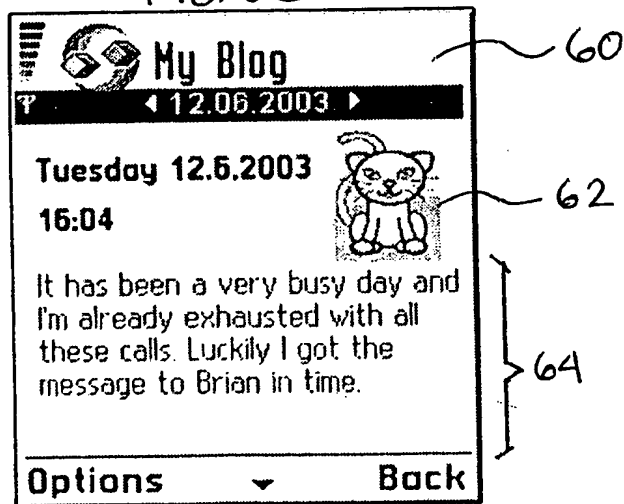 My Blog
60
12.06.2003
Tuesday 12.6.2003
62
16:04
It has been a very busy day and
I'm already exhausted with all
these calls. Luckily I got the
message to Brian in time.
64
Options
Back